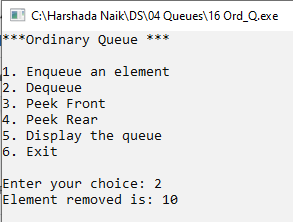 C:\Harshada Naik\DS\04 Queues\16 Ord_Q.exe
***Ordinary Queue ***
1. Enqueue an element
2. Dequeue
3. Peek Front
4. Peek Rear
5. Display the queue
6. Exit
Enter your choice: 2
Element removed is: 10